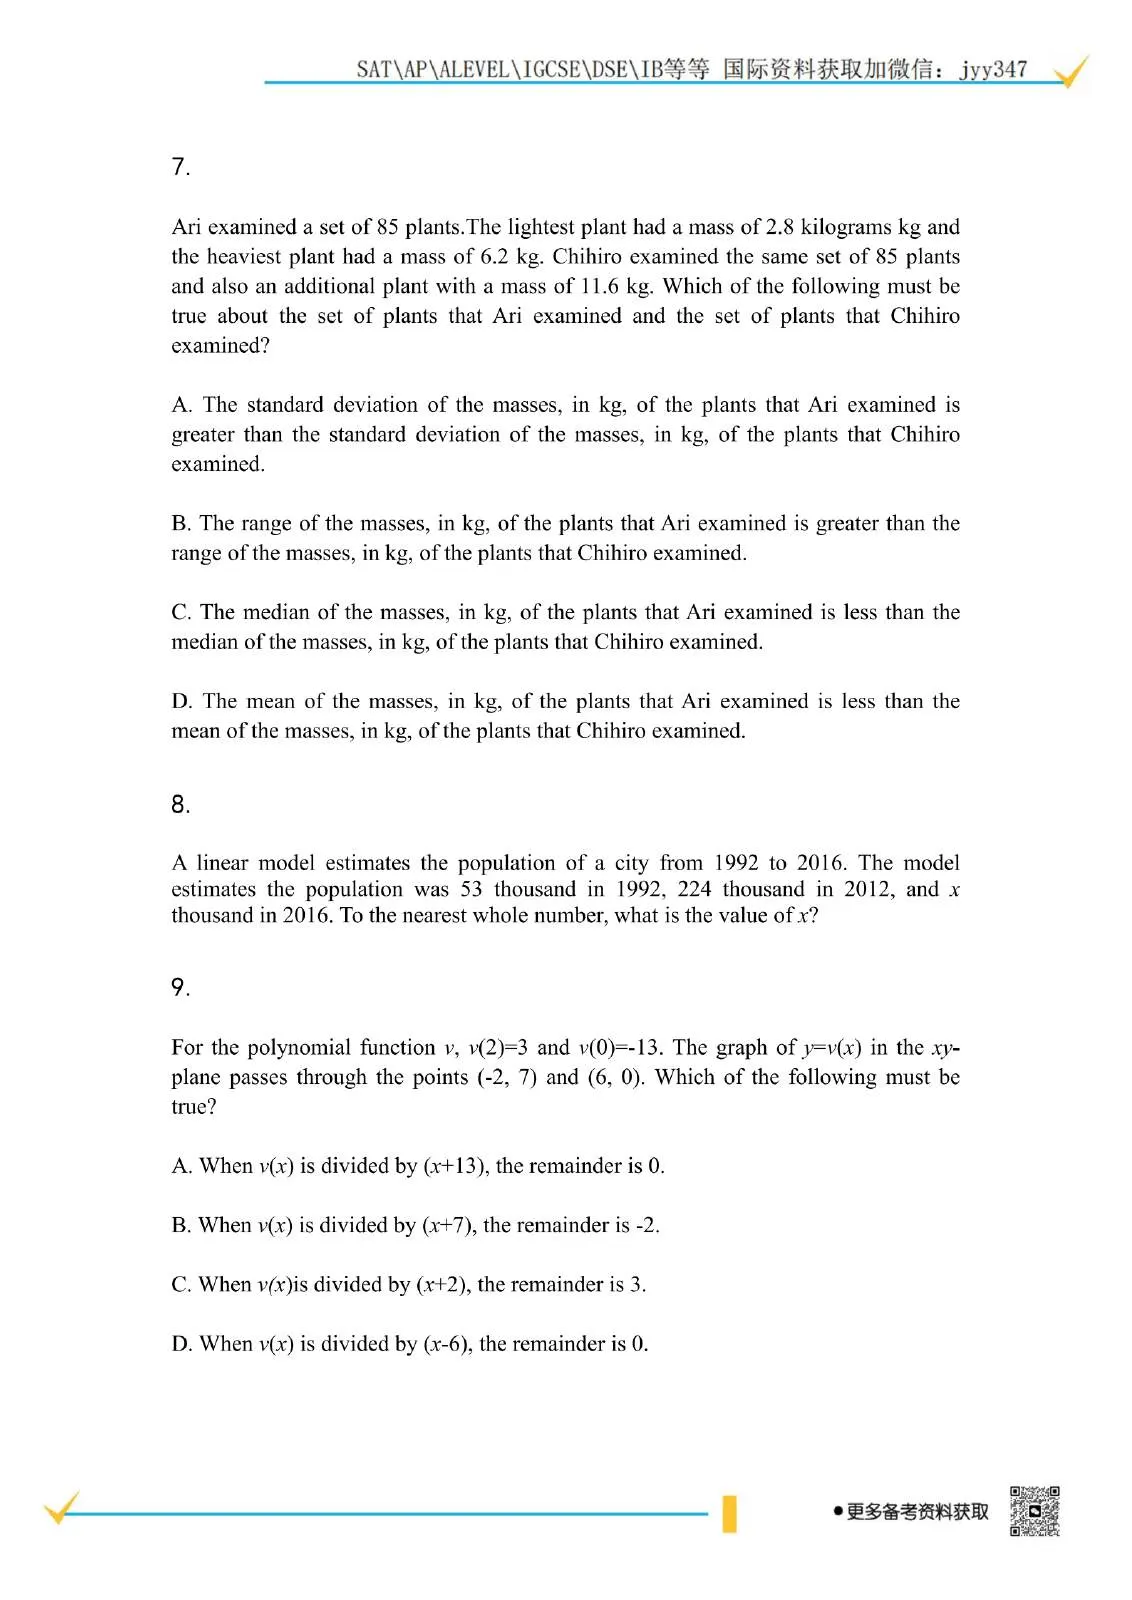 SAT\AP\ALEVEL\IGCSE\DSE\IB等等 国际资料获取加微信：jyy347
7.
Ari examined a set of 85 plants.The lightest plant had a mass of 2.8 kilograms kg and
the heaviest plant had a mass of 6.2 kg. Chihiro examined the same set of 85 plants
and also an additional plant with a mass of 11.6 kg. Which of the following must be
true about the set of plants that Ari examined and the set of plants that Chihiro
examined?
A. The standard deviation of the masses, in kg, of the plants that Ari examined is
greater than the standard deviation of the masses, in kg, of the plants that Chihiro
examined.
B. The range of the masses, in kg, of the plants that Ari examined is greater than the
range of the masses, in kg, of the plants that Chihiro examined.
C. The median of the masses, in kg, of the plants that Ari examined is less than the
median of the masses, in kg, of the plants that Chihiro examined.
D. The mean of the masses, in kg, of the plants that Ari examined is less than the
mean of the masses, in kg, of the plants that Chihiro examined.
8.
A linear model estimates the population of a city from 1992 to 2016. The model
estimates the population was 53 thousand in 1992, 224 thousand in 2012, and x
thousand in 2016. To the nearest whole number, what is the value of x?
9.
For the polynomial function v, v(2)=3 and v(0)=-13. The graph of y=v(x) in the xy-
plane passes through the points (-2, 7) and (6, 0). Which of the following must be
true?
A. When v(x) is divided by (x+13), the remainder is 0.
B. When v(x) is divided by (x+7), the remainder is -2.
C. When v(x)is divided by (x+2), the remainder is 3.
D. When v(x) is divided by (x-6), the remainder is 0.
●更多备考资料获取